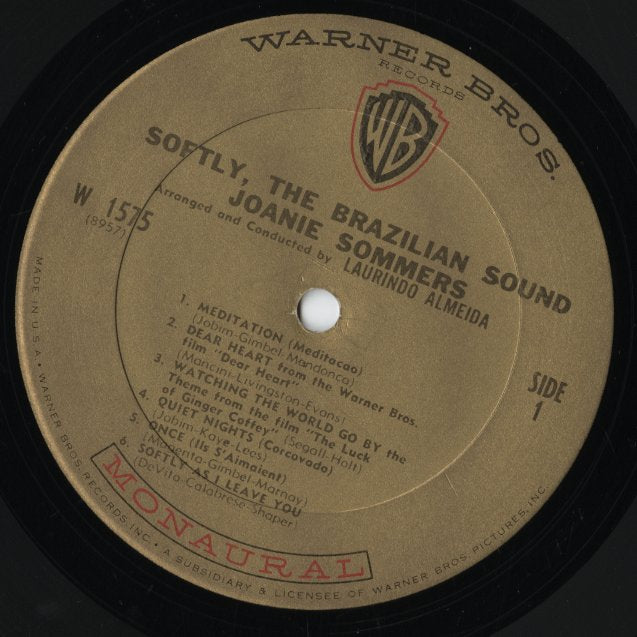 WARNER BROS.
RECORDS
WB
SOFTLY, THE BRAZILIAN SOUND
JOANIE SOMMERS
Arranged and Conducted by LAURINDO ALMEIDA
W 1575
(8957)
SIDE
1
1. MEDITATION (Meditacao)
(Jobim-Gimbel-Mendonca)
2. DEAR HEART from the Warner Bros.
film "Dear Heart"
(Mancini-Livingston-Evans)
3. WATCHING THE WORLD GO BY the
Theme from the film "The Luck
of Ginger Coffey" (Segall-Holt)
4. QUIET NIGHTS (Corcovado)
(Jobim-Kaye-Lees)
5. ONCE (Ils S'Aimaient)
(Magenta-Gimbel-Marnay)
6. SOFTLY AS I LEAVE YOU
(DeVita-Calabrese-Shaper)
MONAURAL
MADE IN U.S.A. • WARNER BROS. RECORDS, INC. • A SUBSIDIARY & LICENSEE OF WARNER BROS. PICTURES, INC.